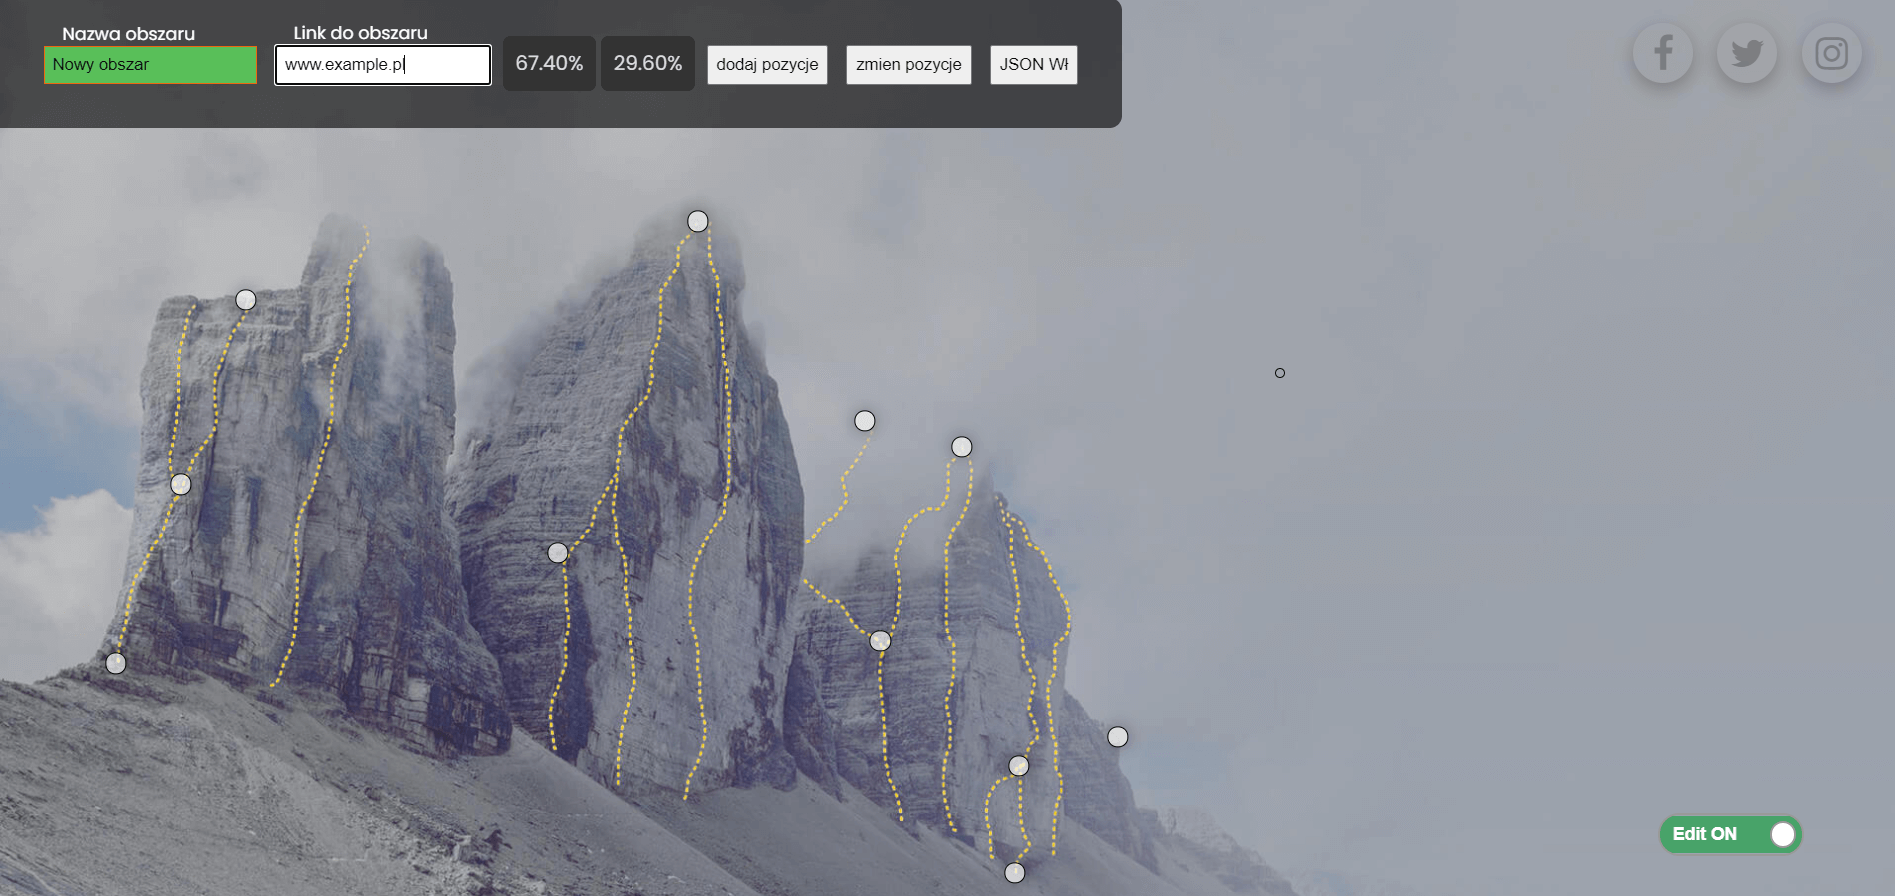 Nazwa obszaru
Link do obszaru
Nowy obszar
www.example.pl
67.40%
29.60%
dodaj pozycje
zmien pozycje
JSON Wł
Edit ON